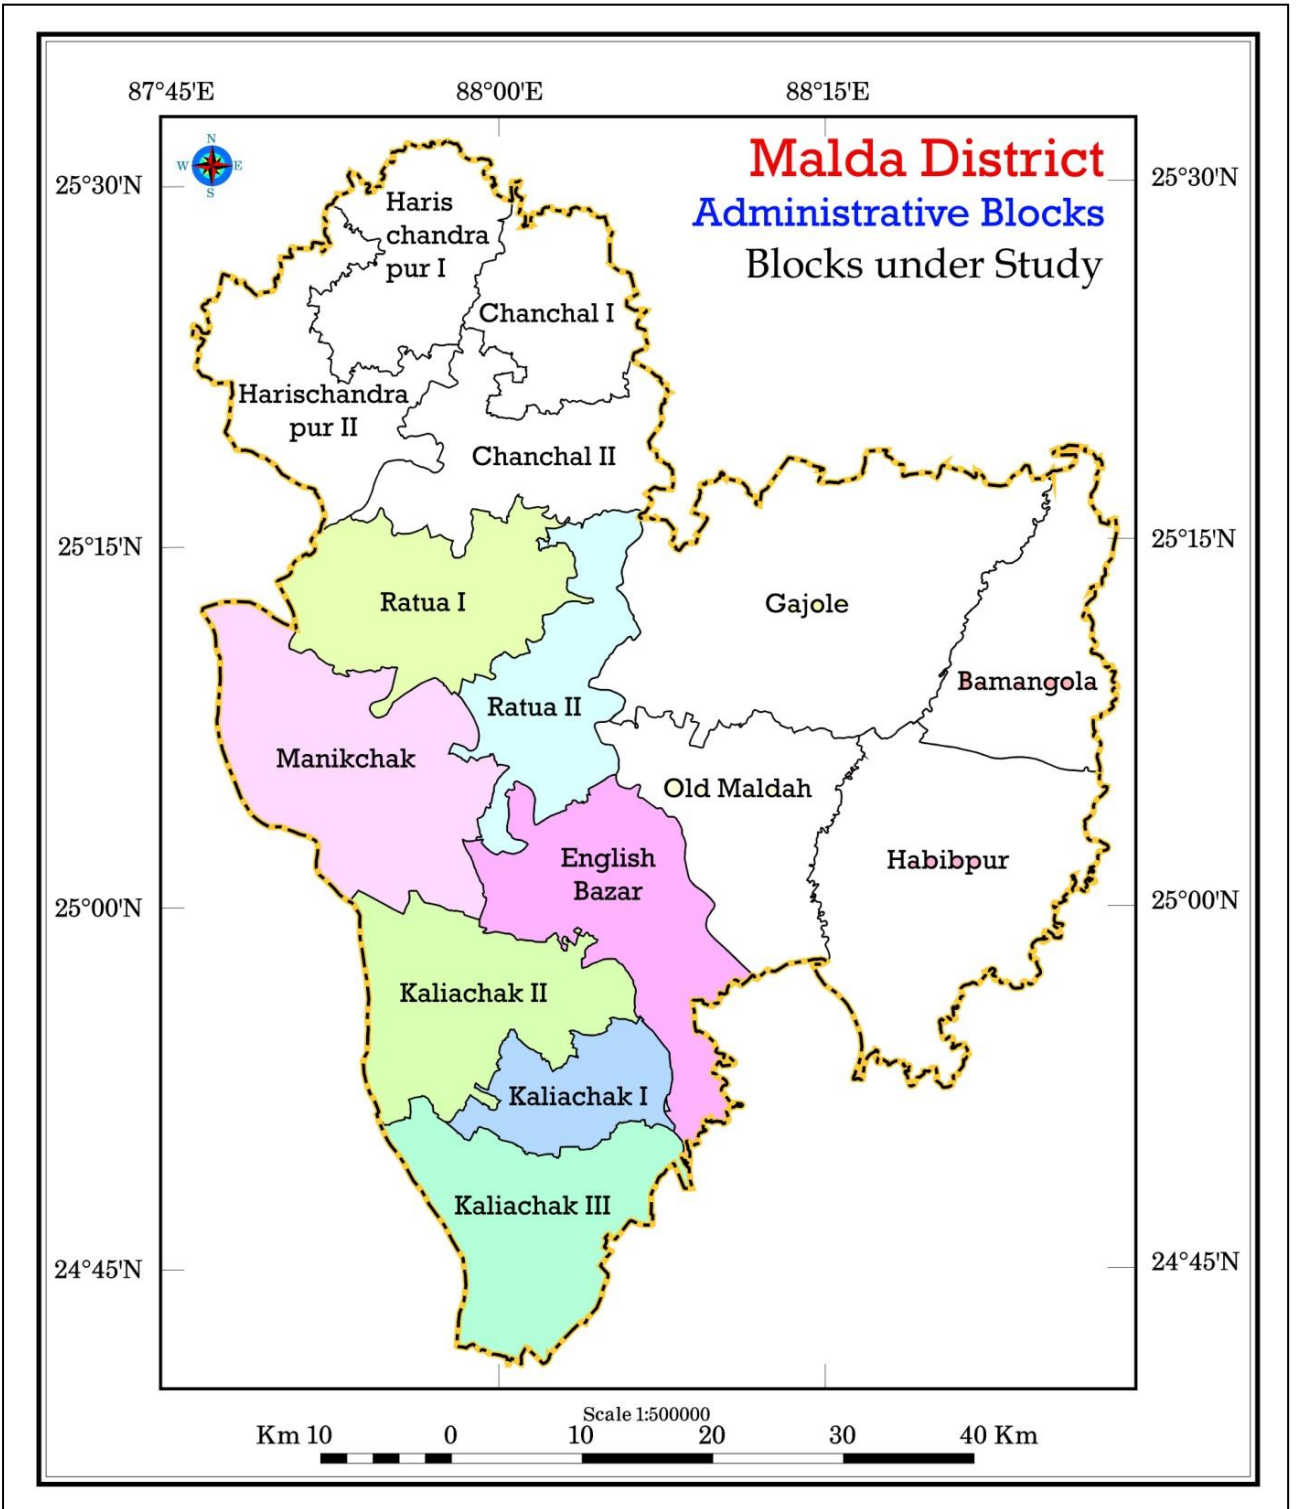 87°45'E 88°00'E 88°15'E
N
W E
S
Malda District
Administrative Blocks
Blocks under Study
25°30'N 25°30'N
Haris
chandra
pur I
Chanchal I
Harischandra
pur II
Chanchal II
25°15'N 25°15'N
Ratua I
Gajole
Bamangola
Ratua II
Manikchak
Old Maldah
English
Bazar
Habibpur
25°00'N 25°00'N
Kaliachak II
Kaliachak I
Kaliachak III
24°45'N 24°45'N
Scale 1:500000
Km 10 0 10 20 30 40 Km